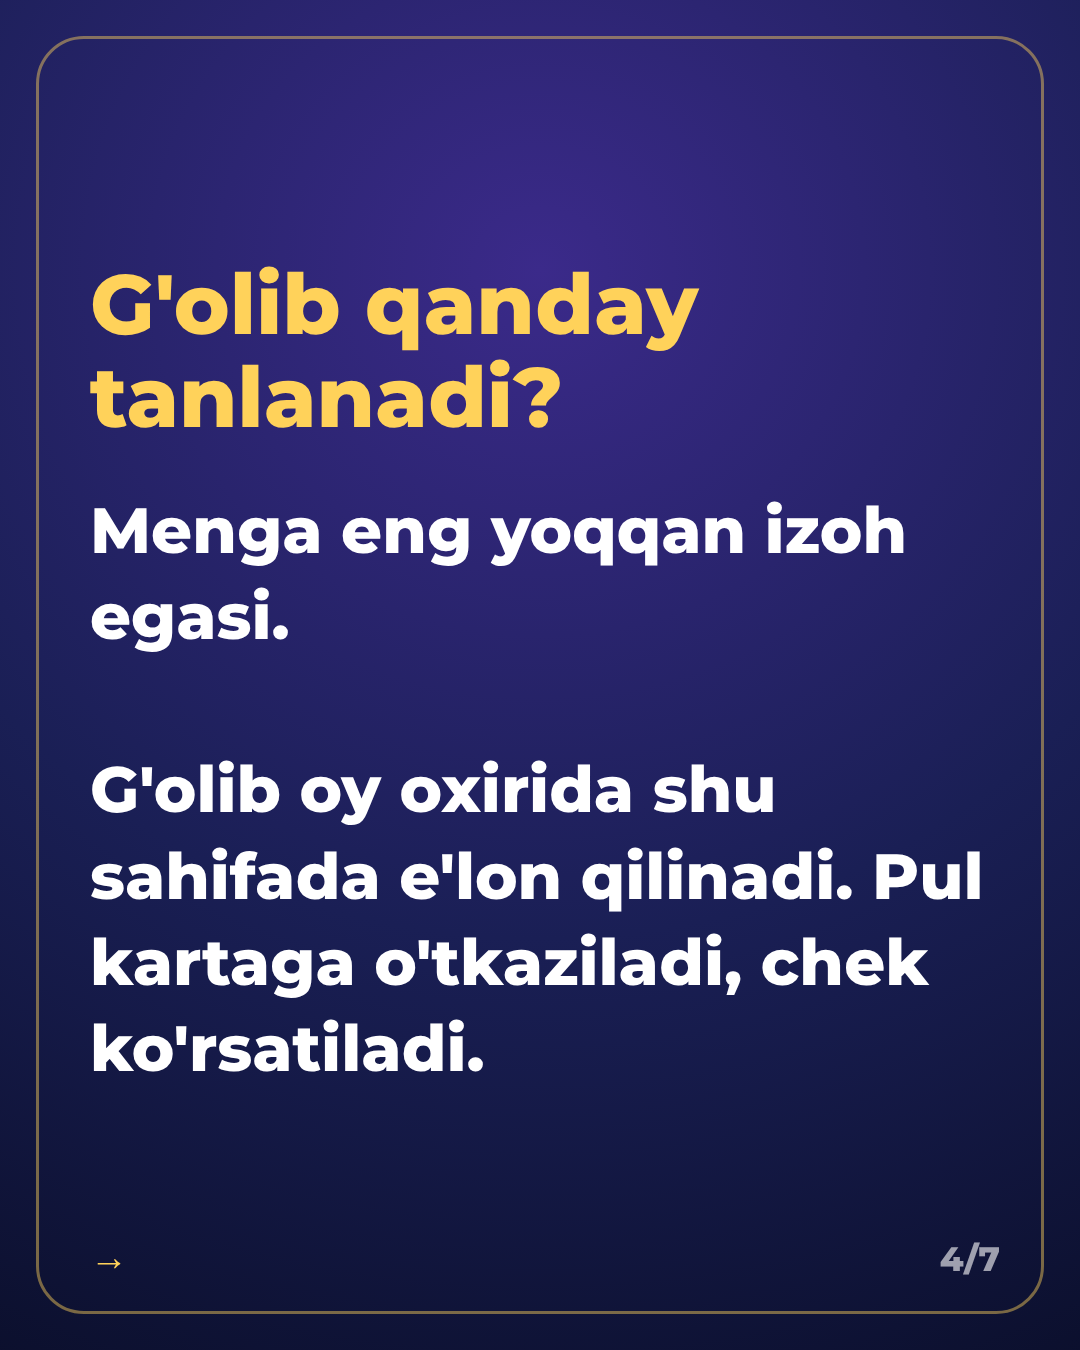 G'olib qanday
tanlanadi?
Menga eng yoqqan izoh
egasi.
G'olib oy oxirida shu
sahifada e'lon qilinadi. Pul
kartaga o'tkaziladi, chek
ko'rsatiladi.
→
4/7